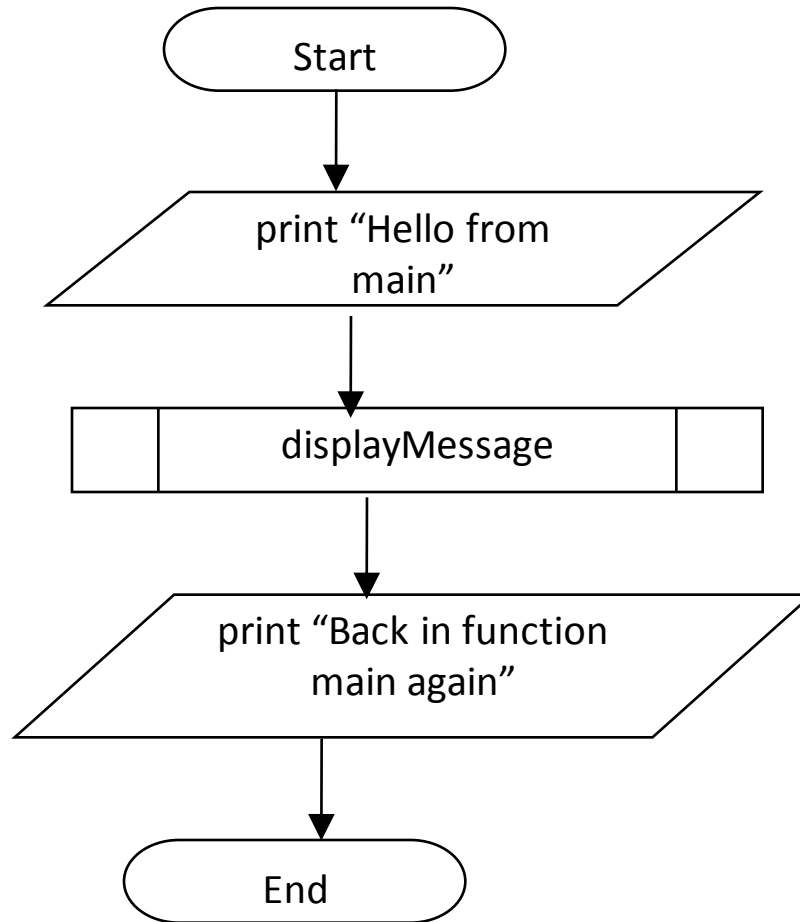 Start
print “Hello from
main”
displayMessage
print “Back in function
main again”
End